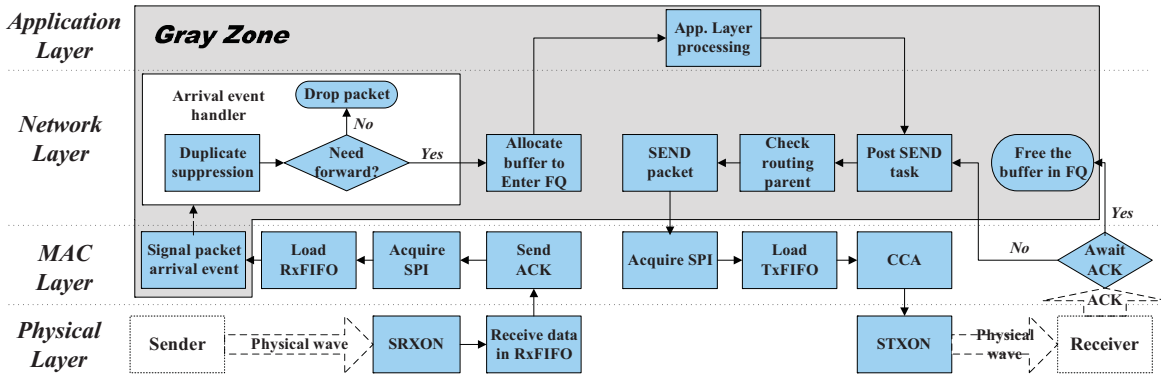 Application
Layer
Gray Zone
App. Layer
processing
Network
Layer
Arrival event
handler
Drop packet
No
Duplicate
suppression
Need
forward?
Yes
Allocate
buffer to
Enter FQ
SEND
packet
Check
routing
parent
Post SEND
task
Free the
buffer in FQ
Yes
MAC
Layer
Signal packet
arrival event
Load
RxFIFO
Acquire
SPI
Send
ACK
Acquire SPI
Load
TxFIFO
CCA
No
Await
ACK
ACK
Physical
Layer
Sender
Physical wave
SRXON
Receive data
in RxFIFO
STXON
Physical
wave
Receiver